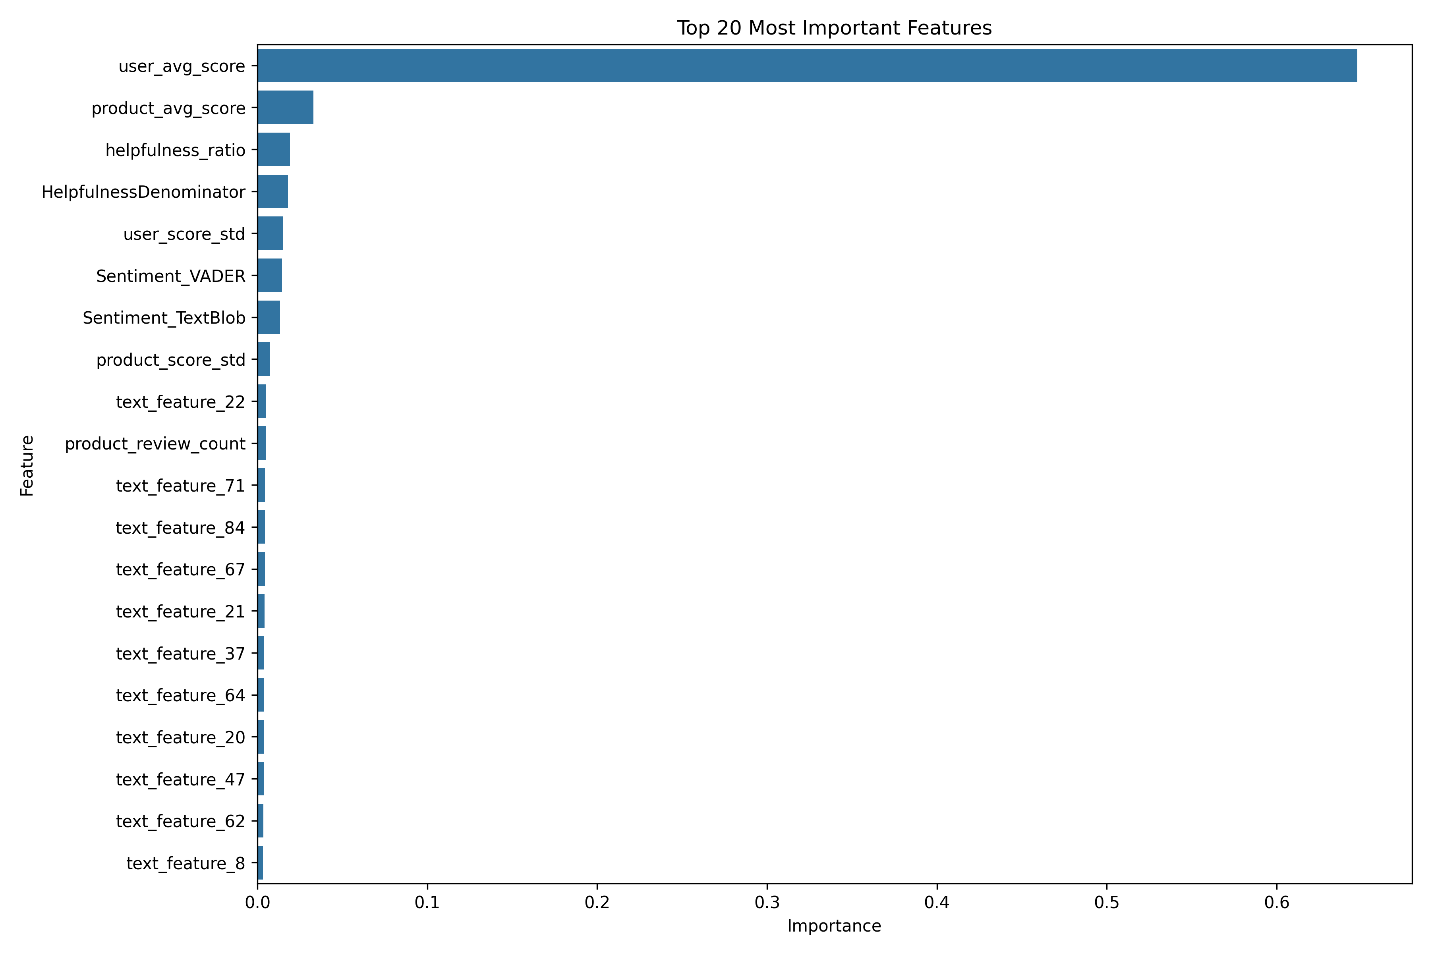 Top 20 Most Important Features
user_avg_score
product_avg_score
helpfulness_ratio
HelpfulnessDenominator
user_score_std
Sentiment_VADER
Sentiment_TextBlob
product_score_std
text_feature_22
product_review_count
text_feature_71
text_feature_84
text_feature_67
text_feature_21
text_feature_37
text_feature_64
text_feature_20
text_feature_47
text_feature_62
text_feature_8
Feature
0.0 0.1 0.2 0.3 0.4 0.5 0.6
Importance